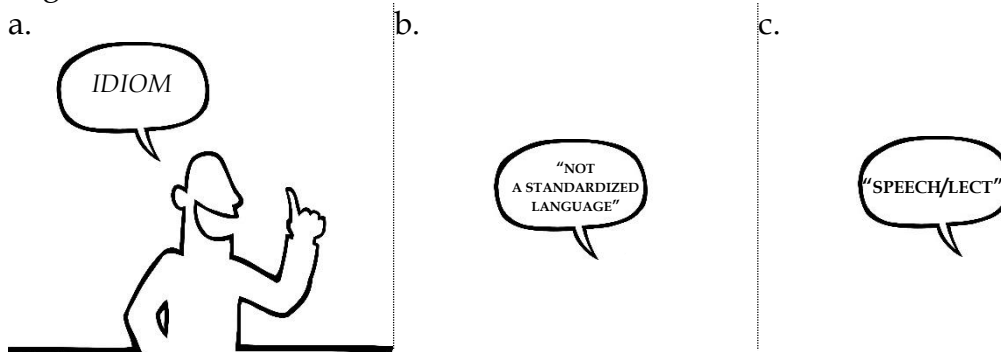 a.
IDIOM
b.
“NOT
A STANDARDIZED
LANGUAGE”
c.
“SPEECH/LECT”